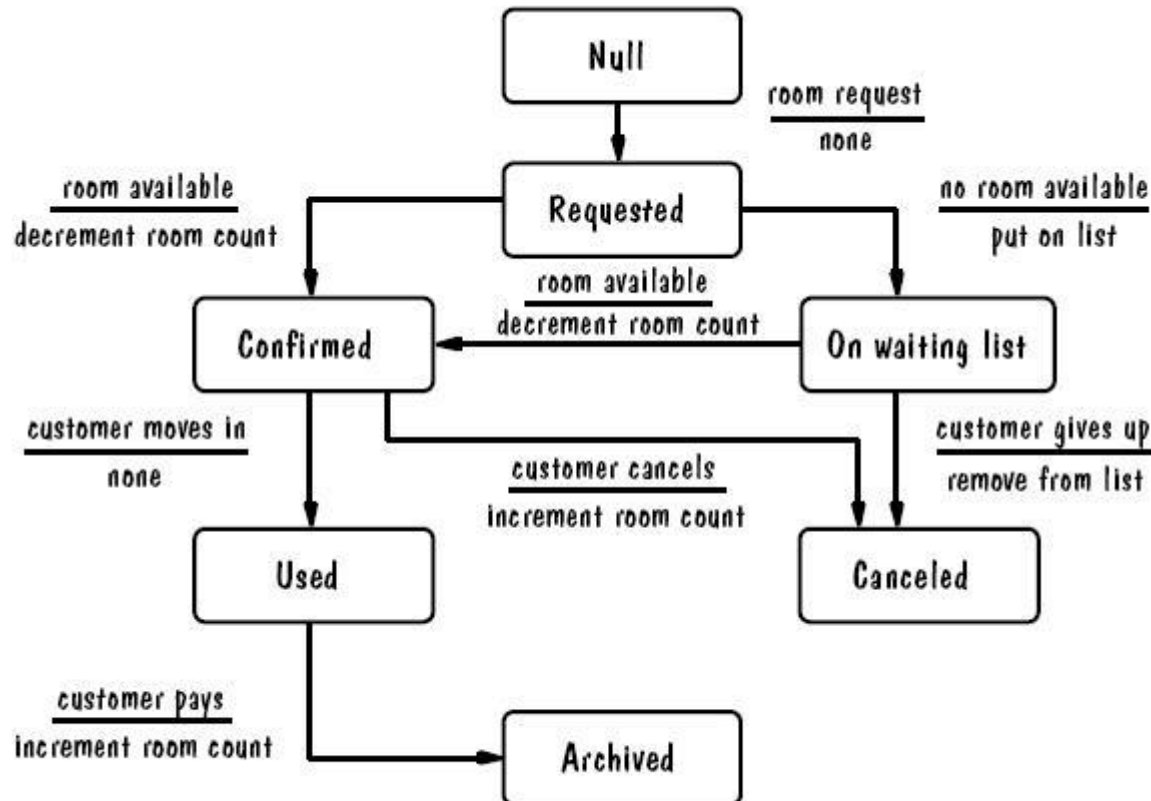 Null
room request
none
room available
decrement room count
Requested
no room available
put on list
room available
decrement room count
Confirmed
On waiting list
customer moves in
none
customer cancels
increment room count
customer gives up
remove from list
Used
Canceled
customer pays
increment room count
Archived